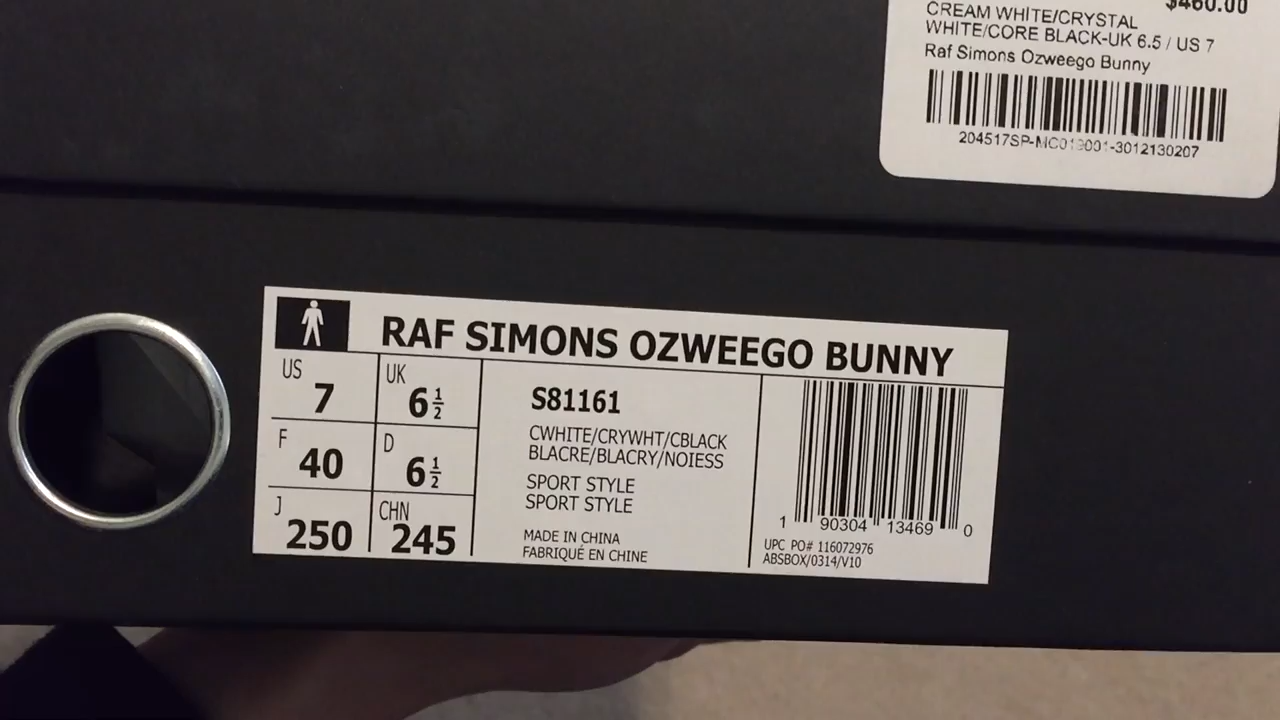 $460.00
CREAM WHITE/CRYSTAL
WHITE/CORE BLACK-UK 6.5 / US 7
Raf Simons Ozweego Bunny
204517SP-MC019001-3012130207
RAF SIMONS OZWEEGO BUNNY
US 7 UK 6½
F 40 D 6½
J 250 CHN 245
S81161
CWHITE/CRYWHT/CBLACK
BLACRE/BLACRY/NOIESS
SPORT STYLE
SPORT STYLE
MADE IN CHINA
FABRIQUÉ EN CHINE
1 90304 13469 0
UPC PO# 116072976
ABSBOX/0314/V10